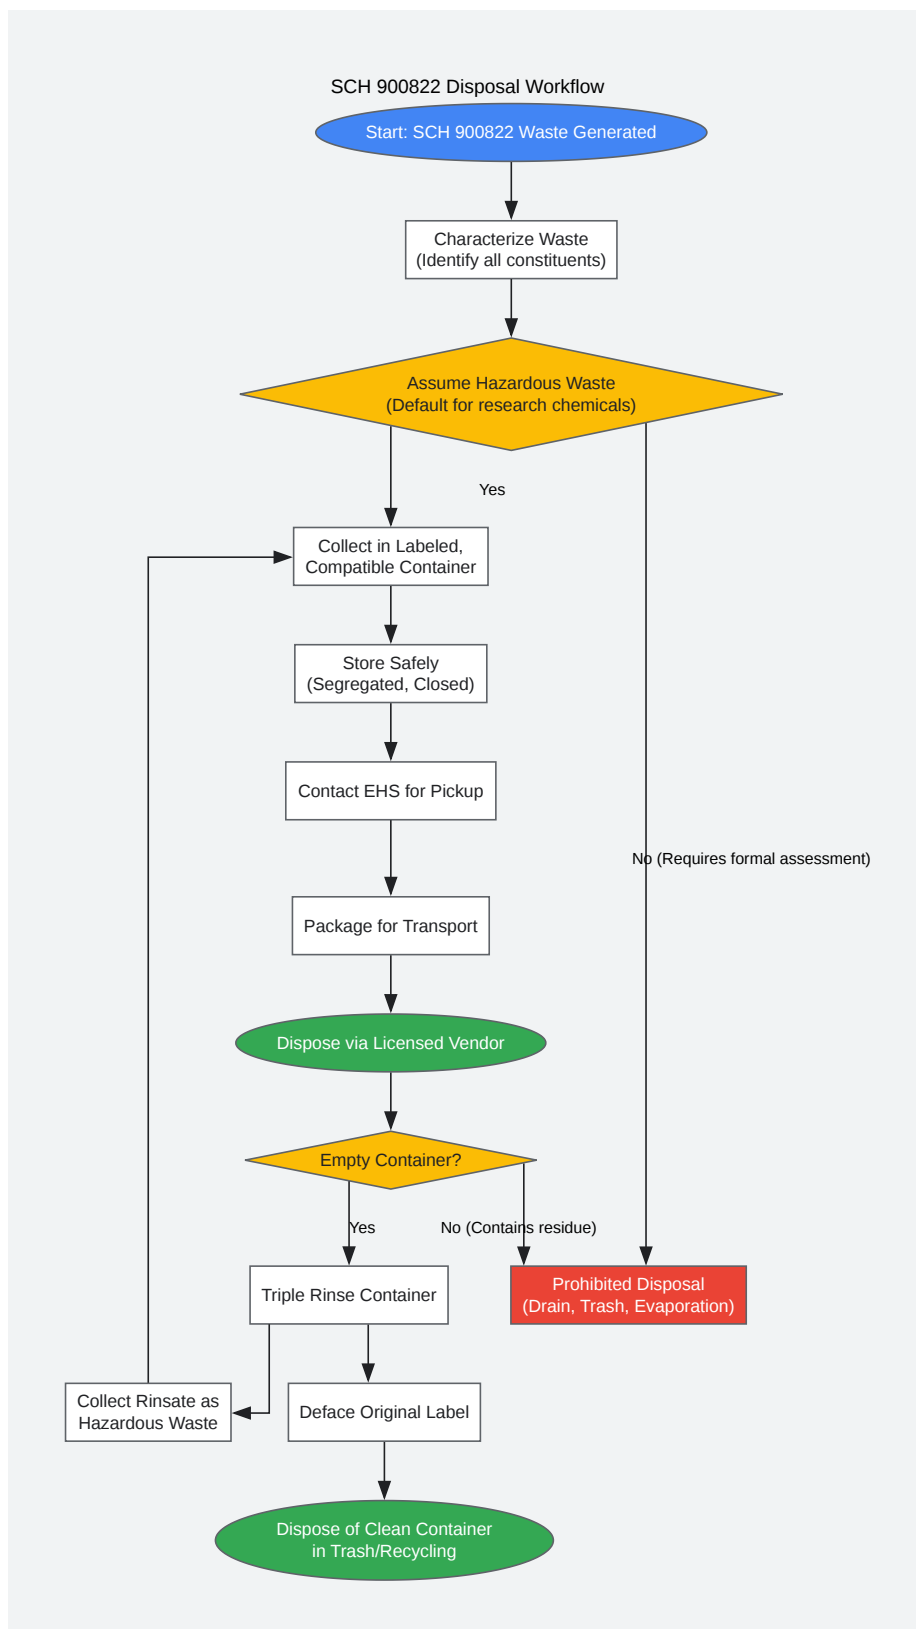 SCH 900822 Disposal Workflow
Start: SCH 900822 Waste Generated
Characterize Waste
(Identify all constituents)
Assume Hazardous Waste
(Default for research chemicals)
Yes
Collect in Labeled,
Compatible Container
Store Safely
(Segregated, Closed)
Contact EHS for Pickup
No (Requires formal assessment)
Package for Transport
Dispose via Licensed Vendor
Empty Container?
Yes
No (Contains residue)
Triple Rinse Container
Prohibited Disposal
(Drain, Trash, Evaporation)
Collect Rinsate as
Hazardous Waste
Deface Original Label
Dispose of Clean Container
in Trash/Recycling